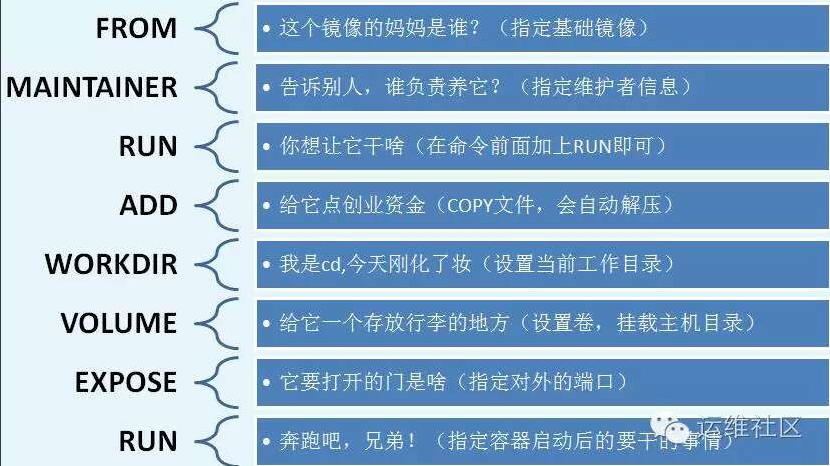 FROM
• 这个镜像的妈妈是谁？（指定基础镜像）
MAINTAINER
• 告诉别人，谁负责养它？（指定维护者信息）
RUN
• 你想让它干啥（在命令前面加上RUN即可）
ADD
• 给它点创业资金（COPY文件，会自动解压）
WORKDIR
• 我是cd,今天刚化了妆（设置当前工作目录）
VOLUME
• 给它一个存放行李的地方（设置卷，挂载主机目录）
EXPOSE
• 它要打开的门是啥（指定对外的端口）
RUN
• 奔跑吧，兄弟！（指定容器启动后的要干的事情）
运维社区